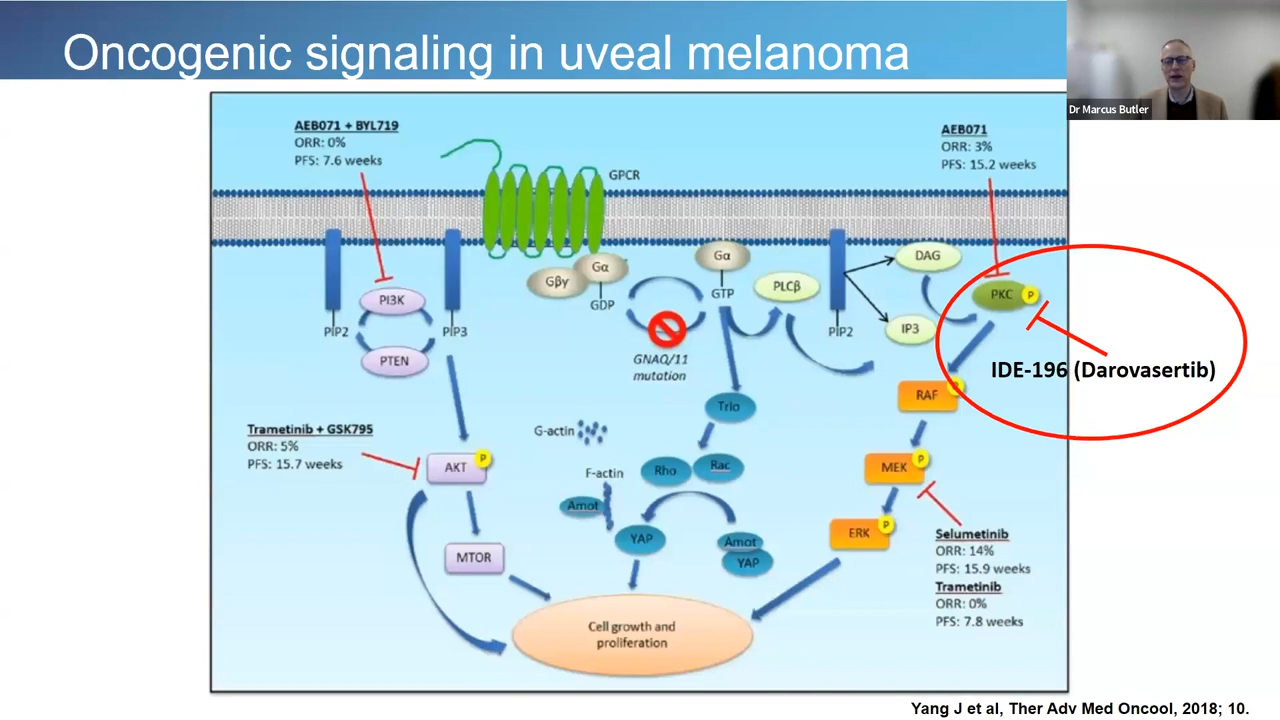 Oncogenic signaling in uveal melanoma
Dr Marcus Butler
AEB071 + BYL719
ORR: 0%
PFS: 7.6 weeks
AEB071
ORR: 3%
PFS: 15.2 weeks
GPCR
Gβγ
Gα
GDP
Gα
GTP
PLCβ
DAG
IP3
PKC
P
PI3K
PTEN
PIP2
PIP3
PIP2
GNAQ/11
mutation
IDE-196 (Darovasertib)
RAF
P
Trio
Trametinib + GSK795
ORR: 5%
PFS: 15.7 weeks
G-actin
F-actin
AKT
P
Rho
Rac
MEK
P
Amot
YAP
Amot
YAP
ERK
P
MTOR
Selumetinib
ORR: 14%
PFS: 15.9 weeks
Trametinib
ORR: 0%
PFS: 7.8 weeks
Cell growth and
proliferation
Yang J et al, Ther Adv Med Oncool, 2018; 10.